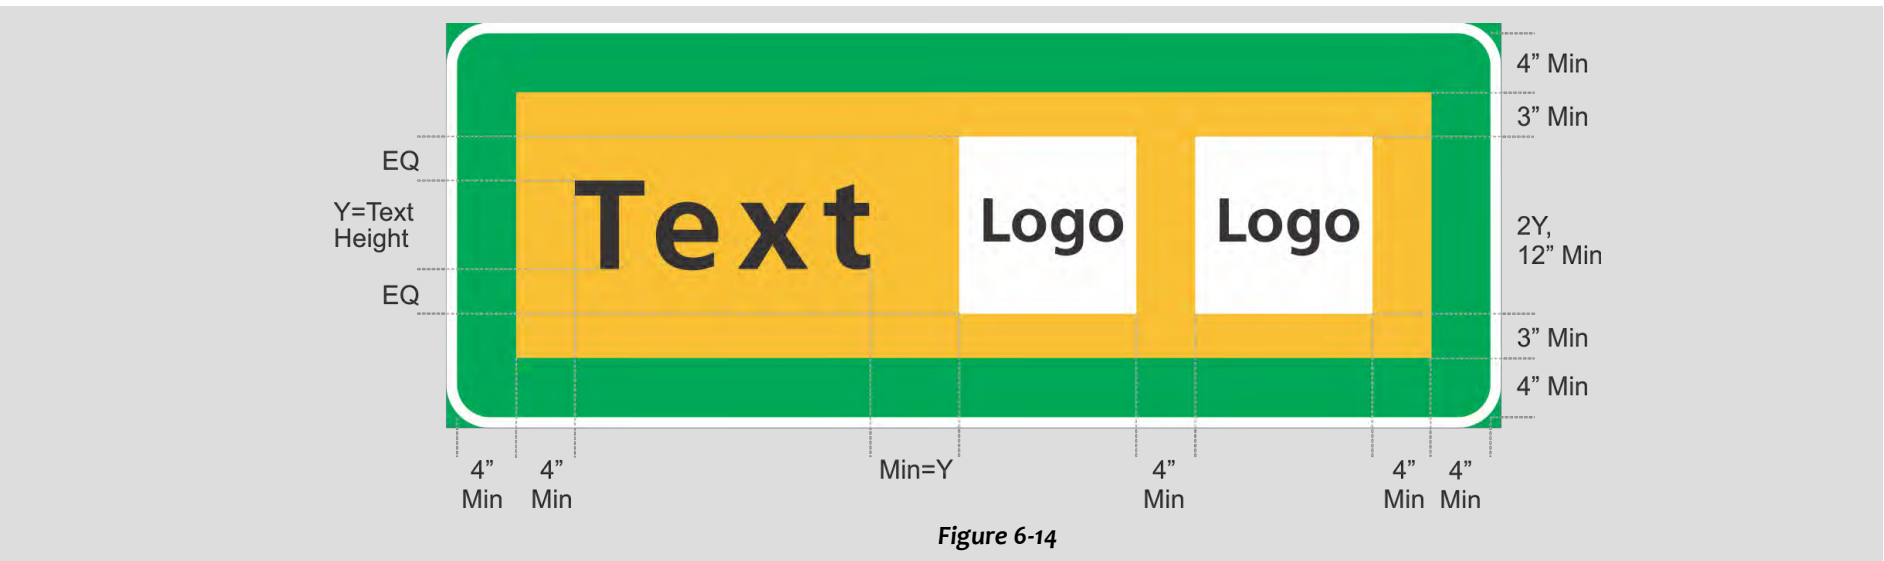 4” Min
3” Min
EQ
Y=Text
Height
EQ
Text
Logo
Logo
2Y,
12” Min
3” Min
4” Min
4”
Min
4”
Min
Min=Y
4”
Min
4”
Min
4”
Min
Figure 6-14